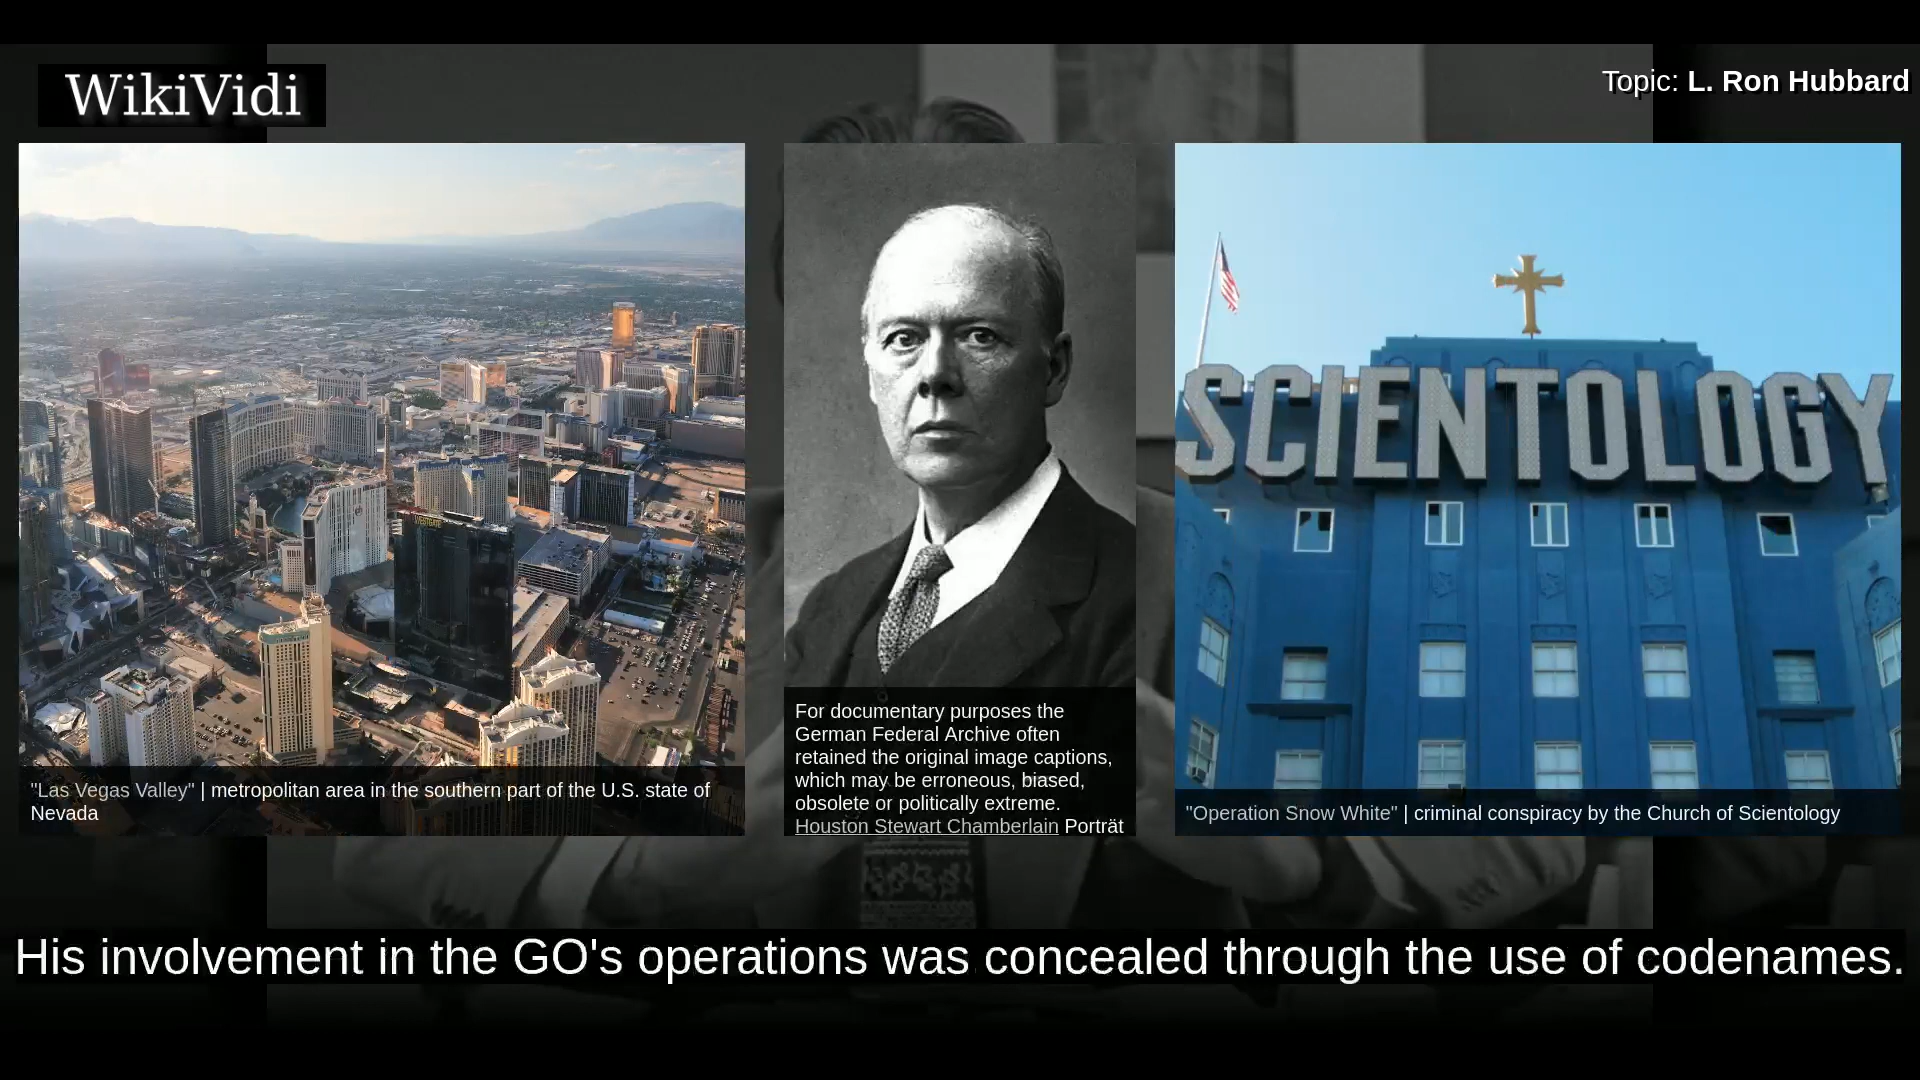 WikiVidi
Topic: L. Ron Hubbard
SCIENTOLOGY
"Las Vegas Valley" | metropolitan area in the southern part of the U.S. state of
Nevada
For documentary purposes the
German Federal Archive often
retained the original image captions,
which may be erroneous, biased,
obsolete or politically extreme.
Houston Stewart Chamberlain Porträt
"Operation Snow White" | criminal conspiracy by the Church of Scientology
His involvement in the GO's operations was concealed through the use of codenames.